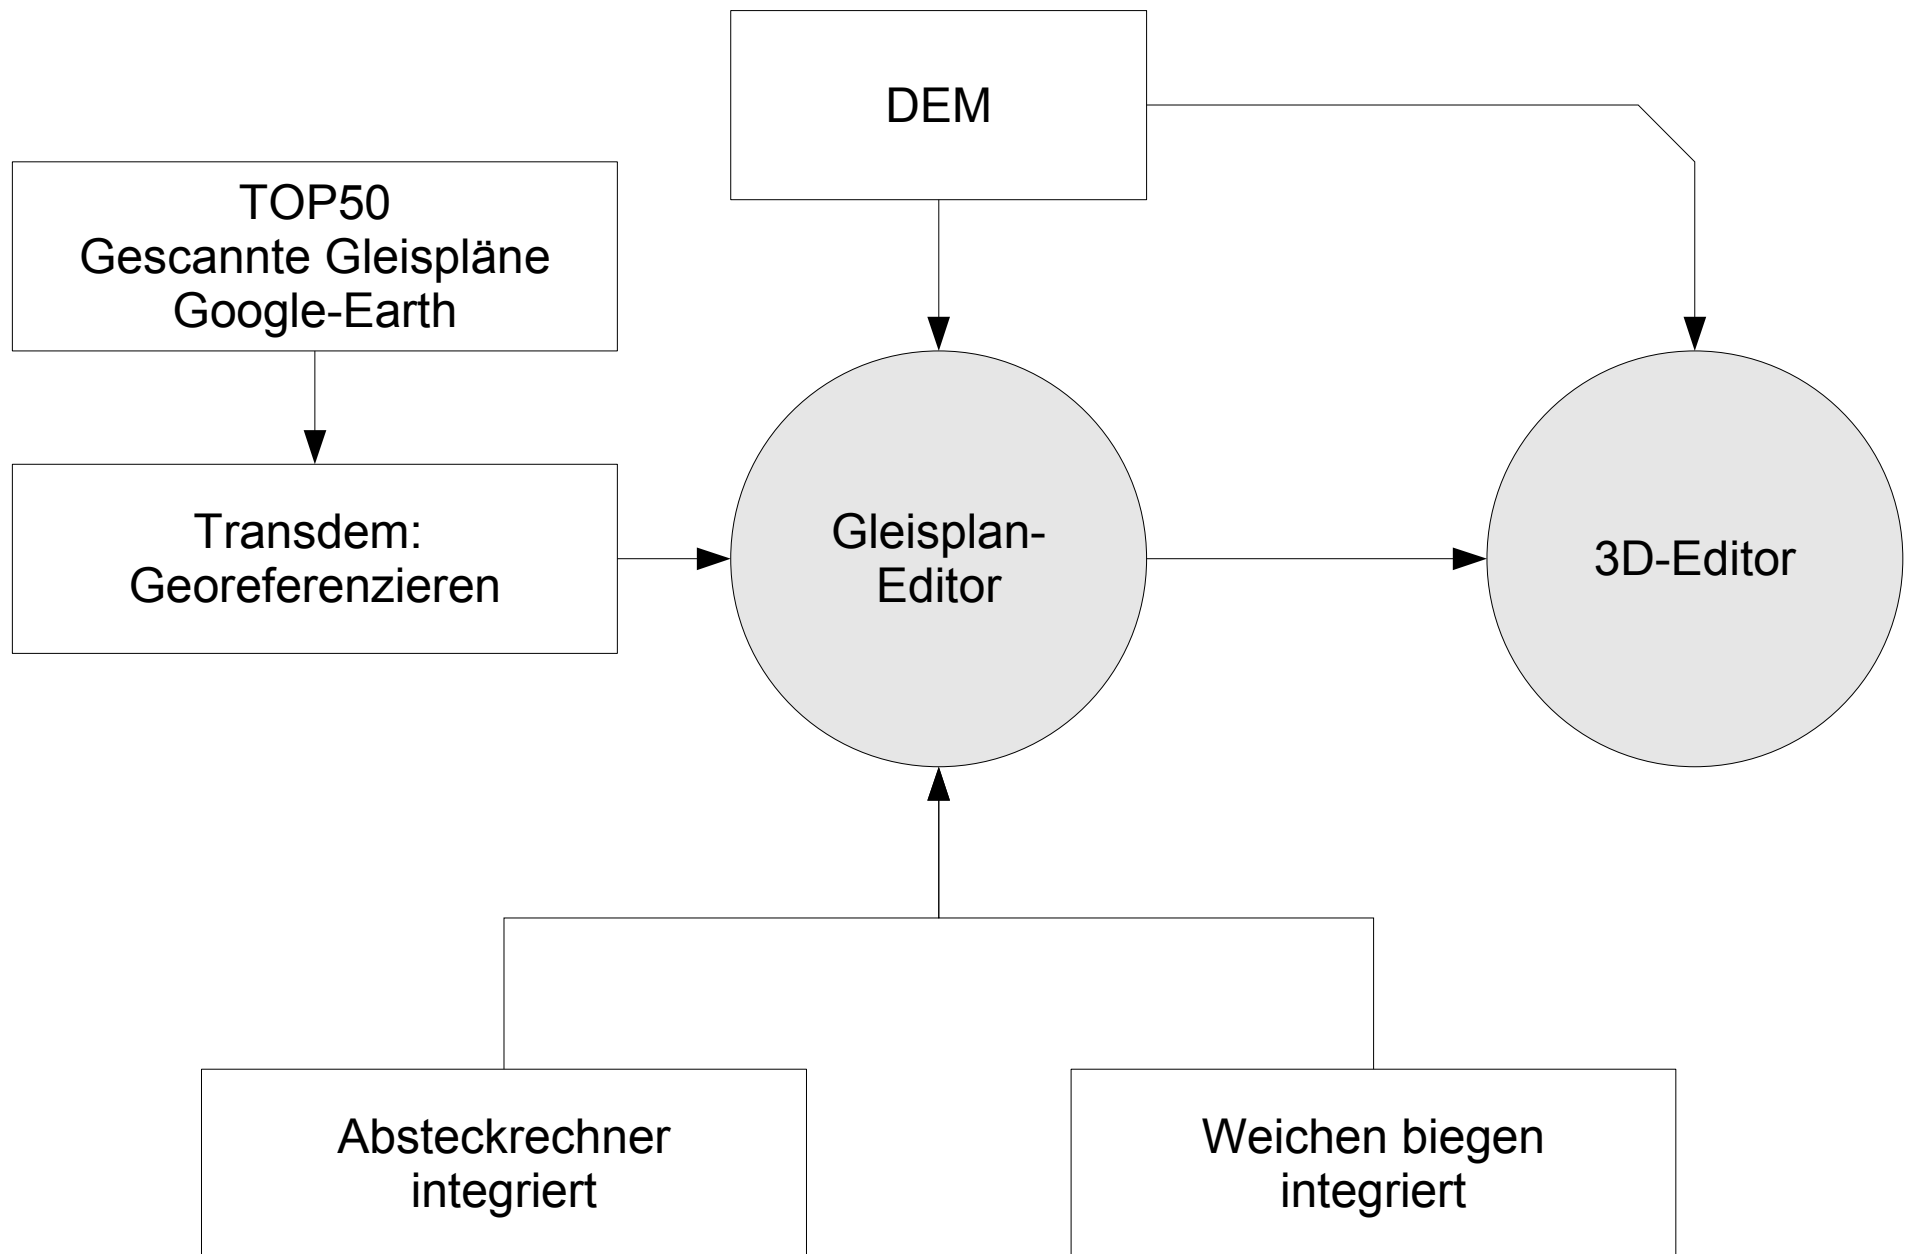 DEM
TOP50
Gescannte Gleispläne
Google-Earth
Transdem:
Georeferenzieren
Gleisplan-
Editor
3D-Editor
Absteckrechner
integriert
Weichen biegen
integriert